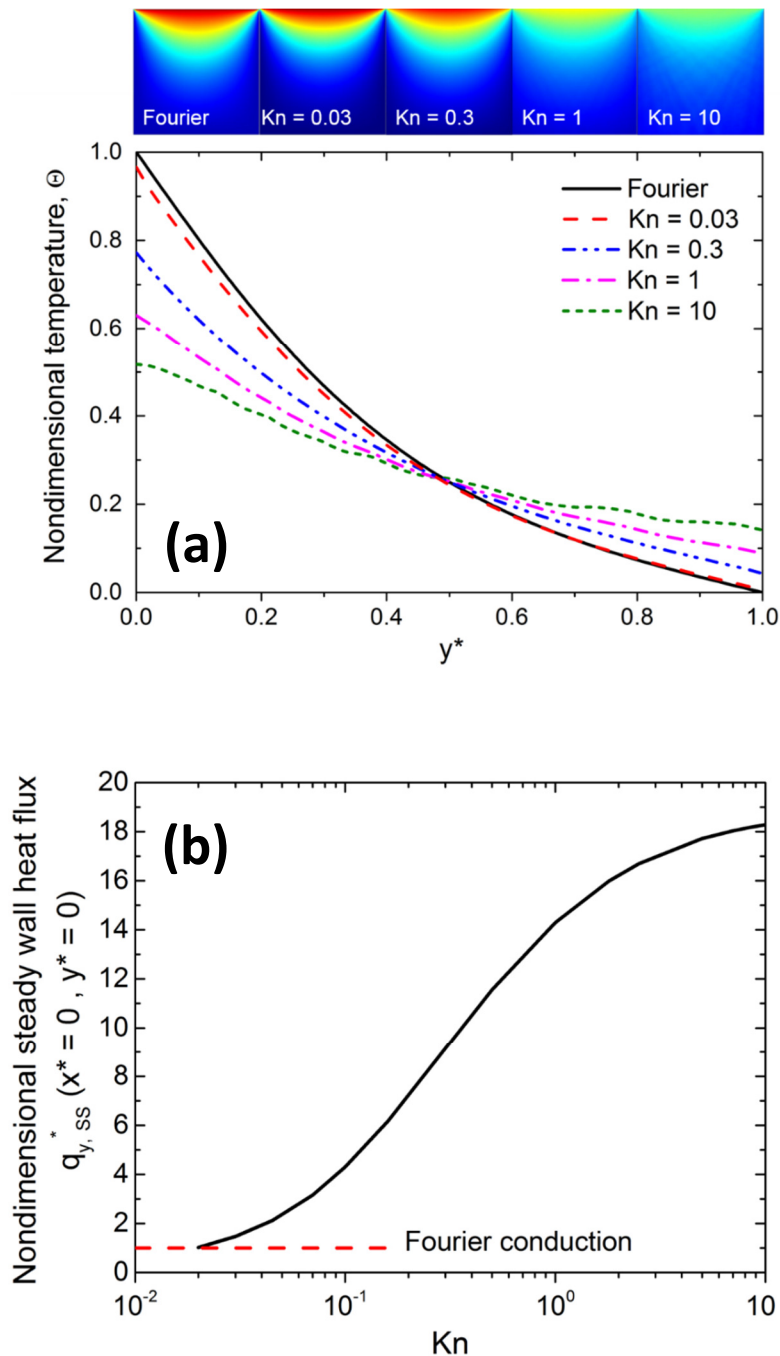 Fourier Kn = 0.03 Kn = 0.3 Kn = 1 Kn = 10
1.0
0.8
0.6
0.4
0.2
0.0
Nondimensional temperature, Θ
Fourier
Kn = 0.03
Kn = 0.3
Kn = 1
Kn = 10
(a)
0.0 0.2 0.4 0.6 0.8 1.0
y*
20
18
16
14
12
10
8
6
4
2
0
Nondimensional steady wall heat flux
q*y, SS (x* = 0 , y* = 0)
(b)
Fourier conduction
10-2 10-1 100 10
Kn